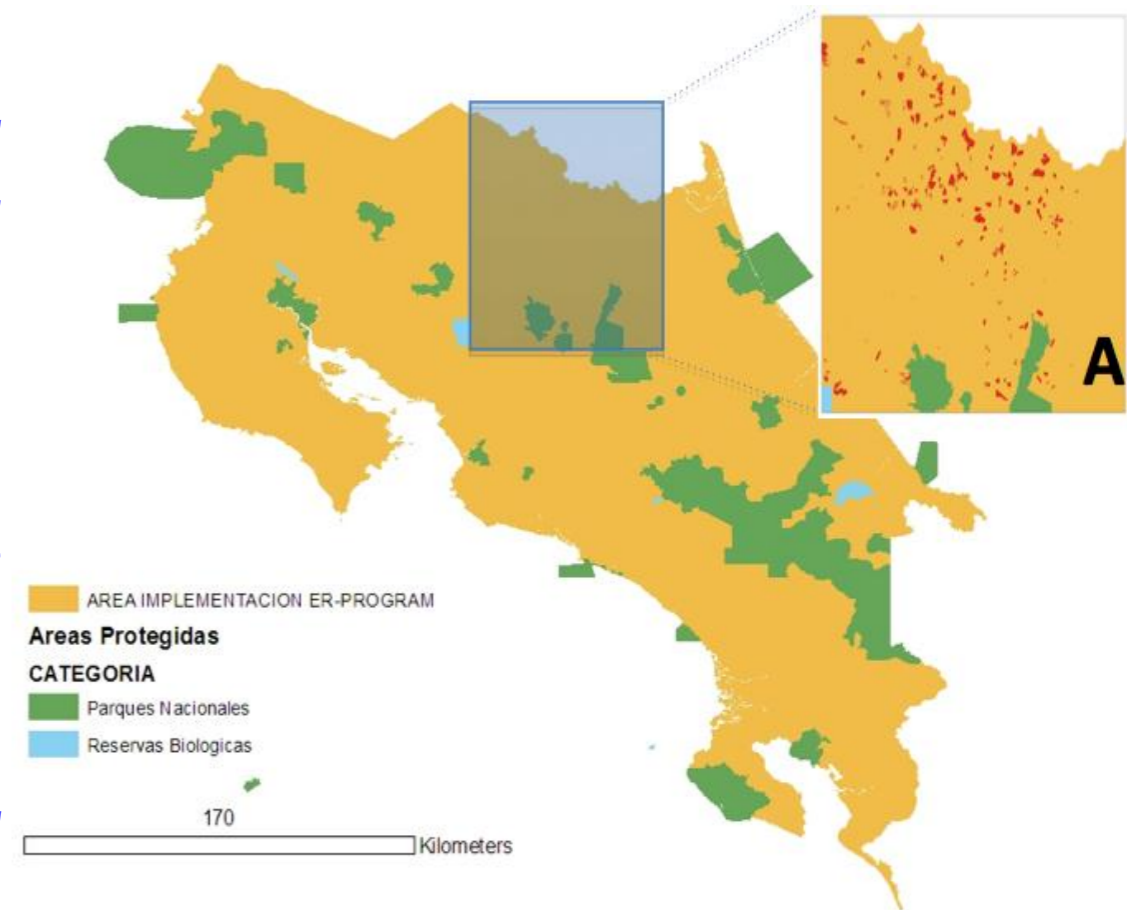 A
AREA IMPLEMENTACION ER-PROGRAM
Areas Protegidas
CATEGORIA
Parques Nacionales
Reservas Biologicas
170
Kilometers